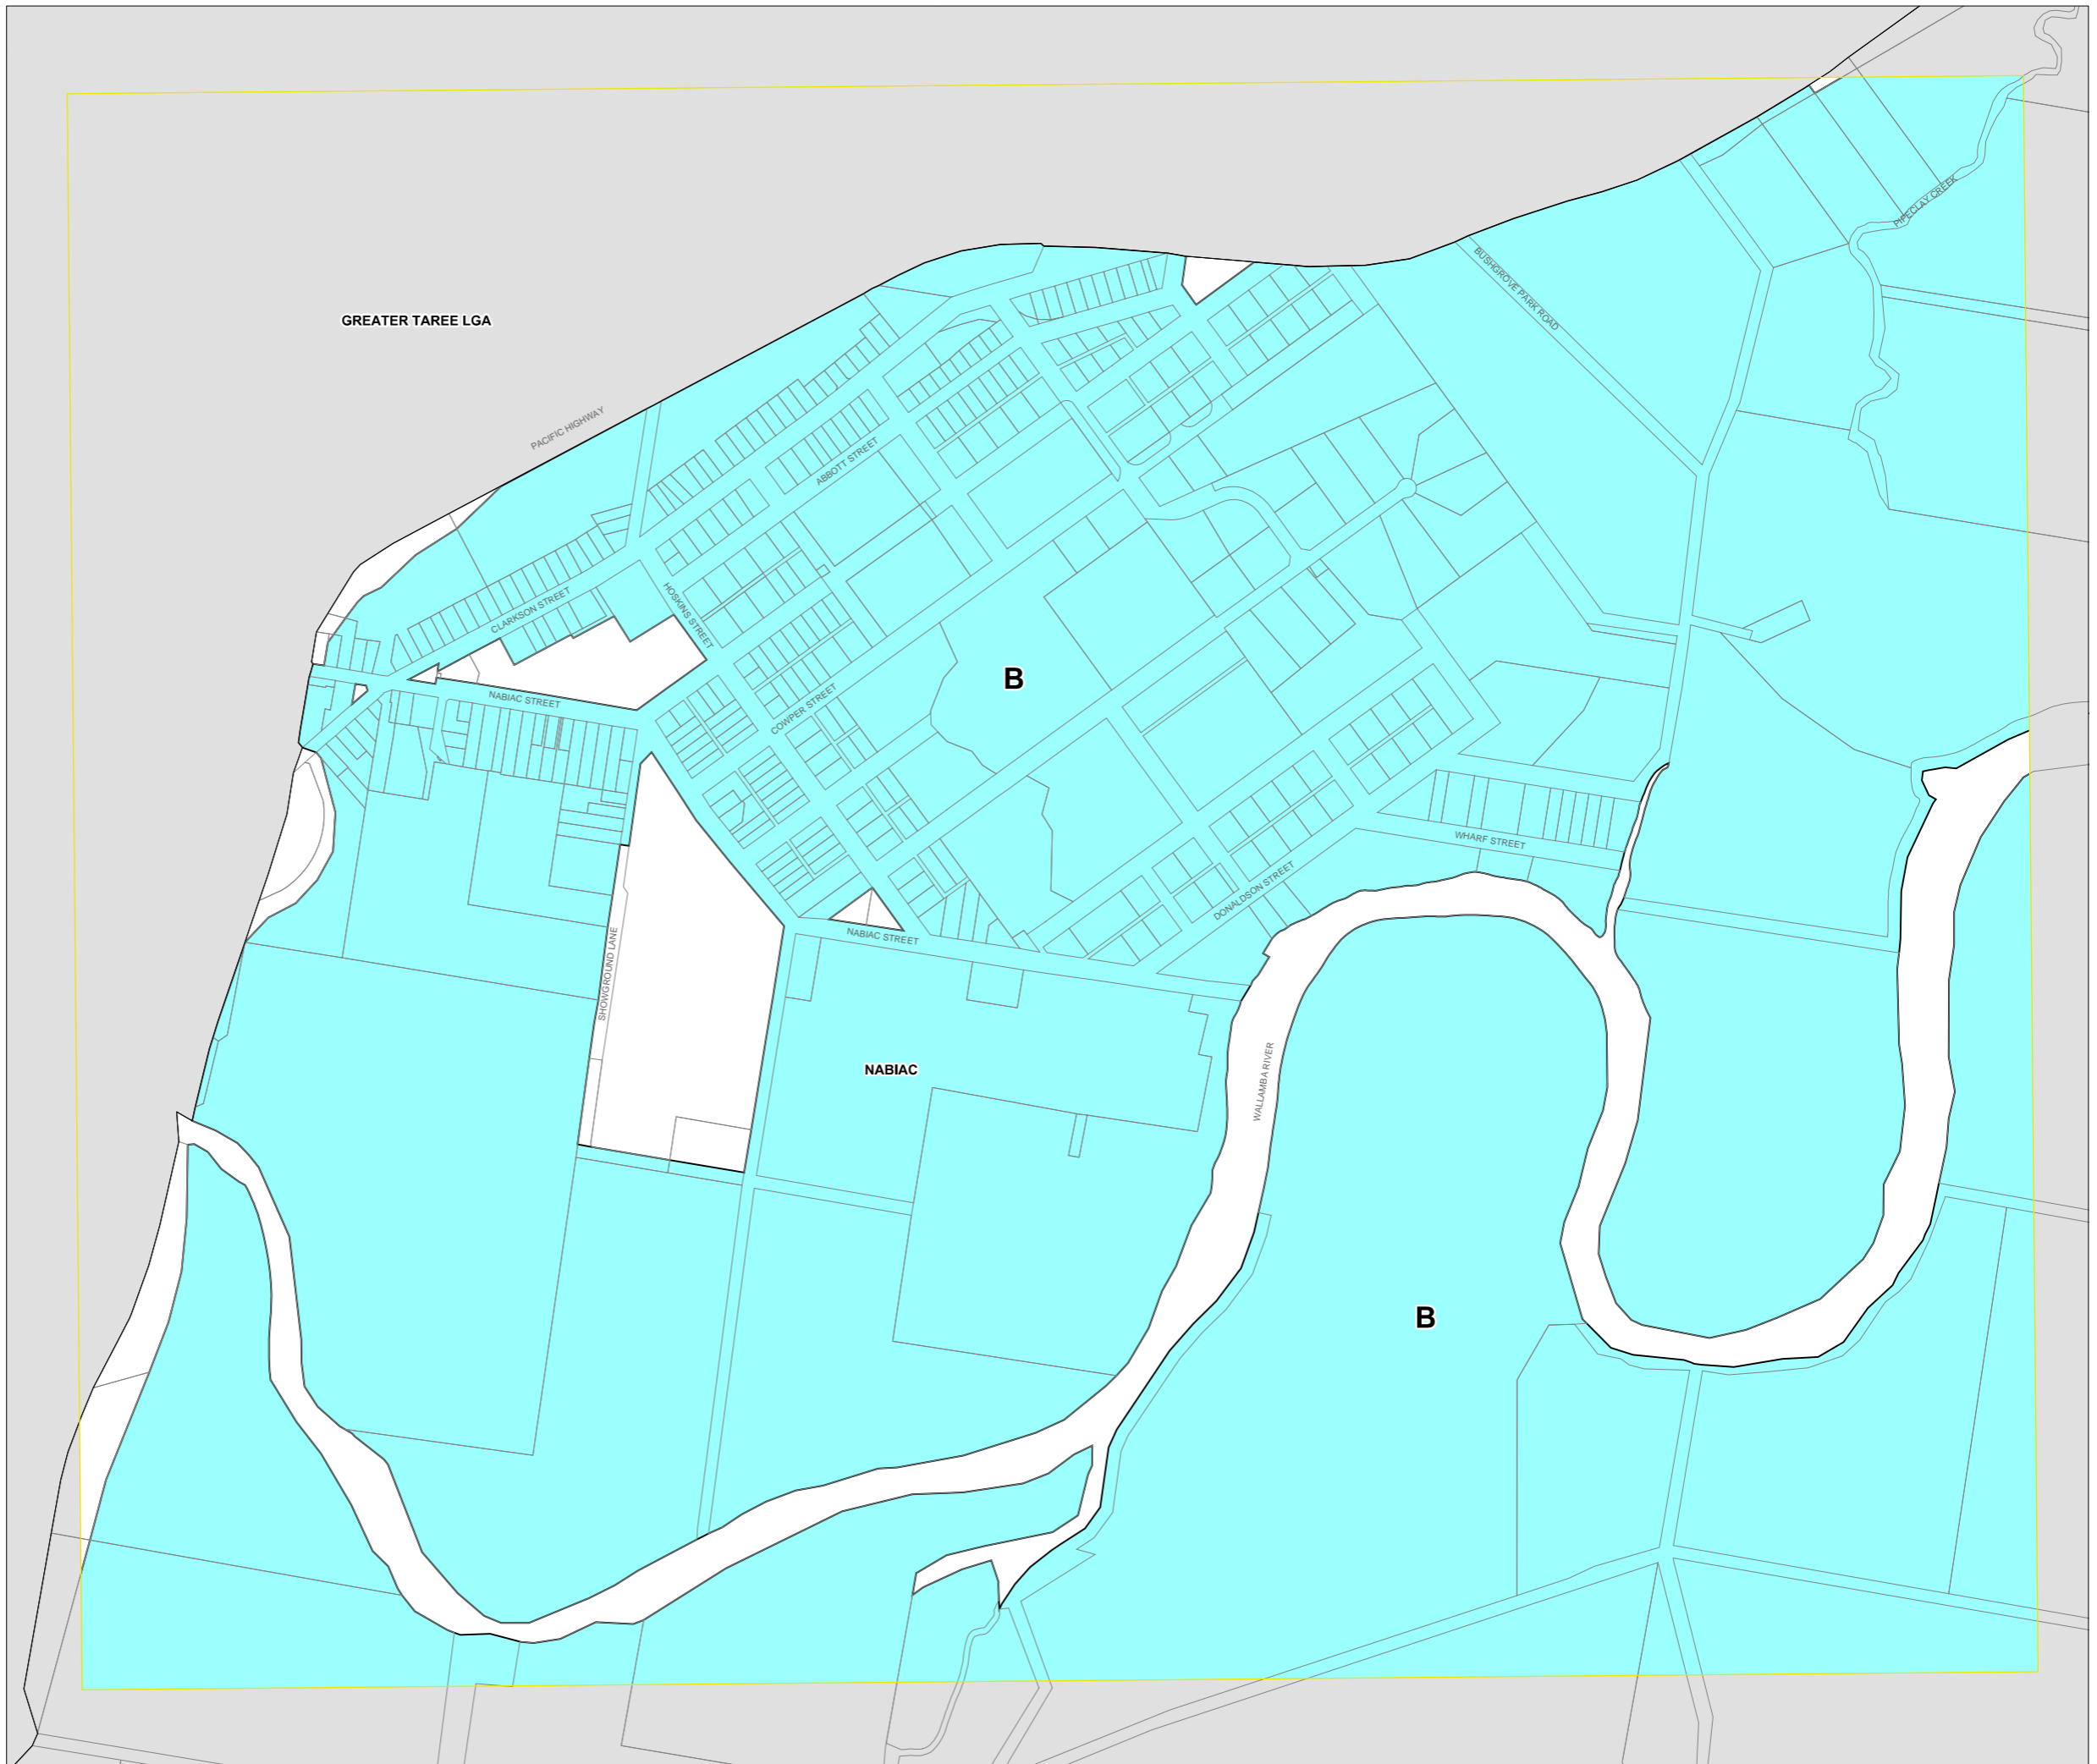 PIPECLAY CREEK
BUSHGROVE PARK ROAD
GREATER TAREE LGA
PACIFIC HIGHWAY
ABBOTT STREET
CLARKSON STREET
HOSKINS STREET
B
NABIAC STREET
COWPER STREET
WHARF STREET
DONALDSON STREET
NABIAC STREET
SHOWGROUND LANE
NABIAC
WALLAMBA RIVER
B